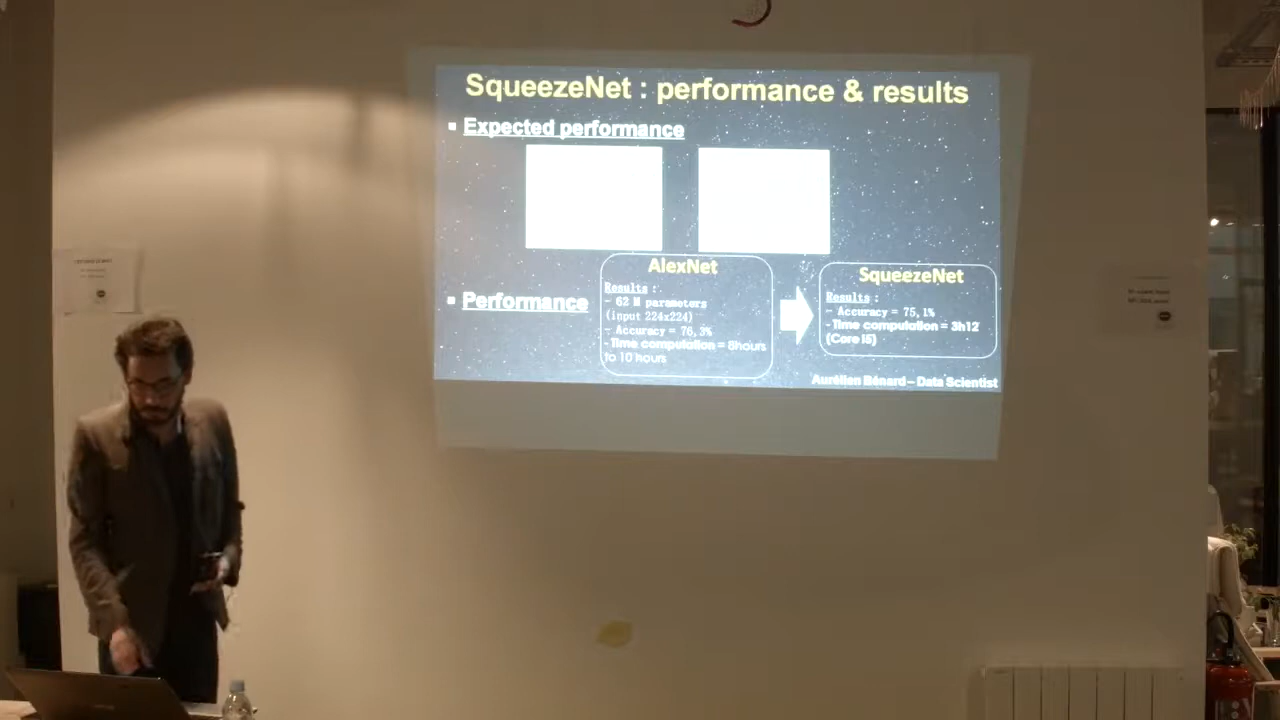 SqueezeNet : performance & results
▪ Expected performance
▪ Performance
AlexNet
Results :
- 62 M parameters
(input 224x224)
- Accuracy = 76,3%
- Time computation = 8hours
to 10 hours
SqueezeNet
Results :
- Accuracy = 75,1%
- Time computation = 3h12
(Core i5)
Aurélien Bénard – Data Scientist